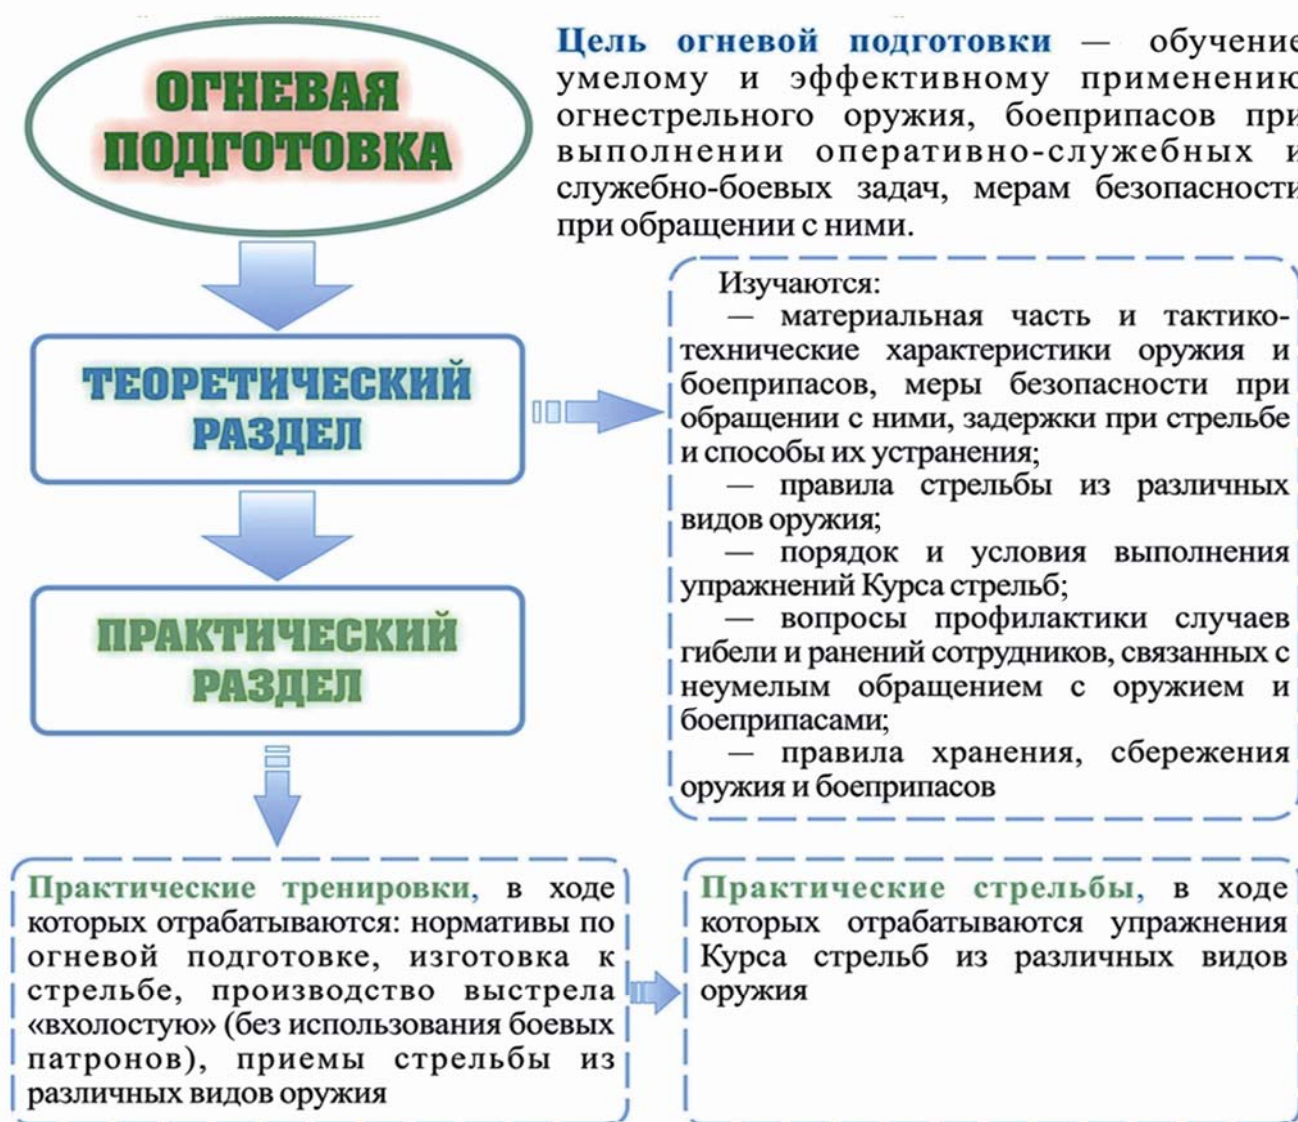 ОГНЕВАЯ
ПОДГОТОВКА
Цель огневой подготовки — обучение
умелому и эффективному применению
огнестрельного оружия, боеприпасов при
выполнении оперативно-служебных и
служебно-боевых задач, мерам безопасности
при обращении с ними.
ТЕОРЕТИЧЕСКИЙ
РАЗДЕЛ
Изучаются:
— материальная часть и тактико-
технические характеристики оружия и
боеприпасов, меры безопасности при
обращении с ними, задержки при стрельбе
и способы их устранения;
— правила стрельбы из различных
видов оружия;
— порядок и условия выполнения
упражнений Курса стрельб;
— вопросы профилактики случаев
гибели и ранений сотрудников, связанных с
неумелым обращением с оружием и
боеприпасами;
— правила хранения, сбережения
оружия и боеприпасов
ПРАКТИЧЕСКИЙ
РАЗДЕЛ
Практические тренировки, в ходе
которых отрабатываются: нормативы по
огневой подготовке, изготовка к
стрельбе, производство выстрела
«вхолостую» (без использования боевых
патронов), приемы стрельбы из
различных видов оружия
Практические стрельбы, в ходе
которых отрабатываются упражнения
Курса стрельб из различных видов
оружия